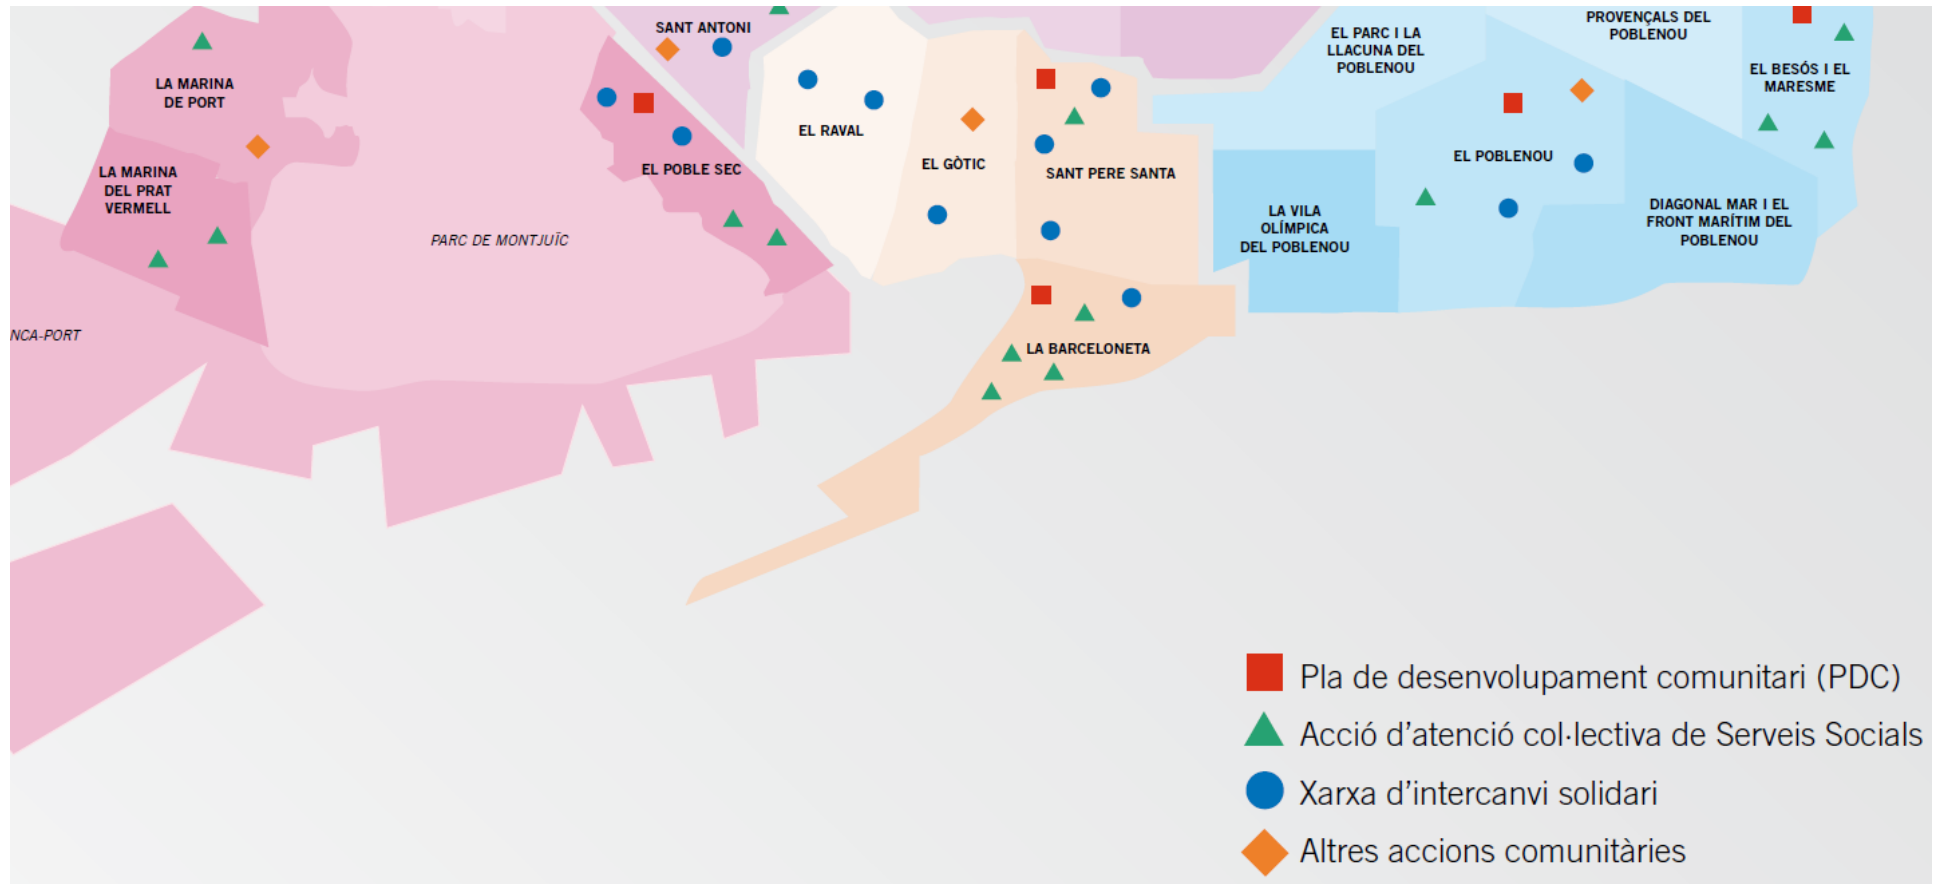 SANT ANTONI
LA MARINA
DE PORT
LA MARINA
DEL PRAT
VERMELL
PARC DE MONTJUÏC
NCA-PORT
EL POBLE SEC
EL RAVAL
EL GÒTIC
SANT PERE SANTA
LA BARCELONETA
EL PARC I LA
LLACUNA DEL
POBLENOU
PROVENÇALS DEL
POBLENOU
EL BESÓS I EL
MARESME
EL POBLENOU
LA VILA
OLÍMPICA
DEL POBLENOU
DIAGONAL MAR I EL
FRONT MARÍTIM DEL
POBLENOU
Pla de desenvolupament comunitari (PDC)
Acció d’atenció col·lectiva de Serveis Socials
Xarxa d’intercanvi solidari
Altres accions comunitàries